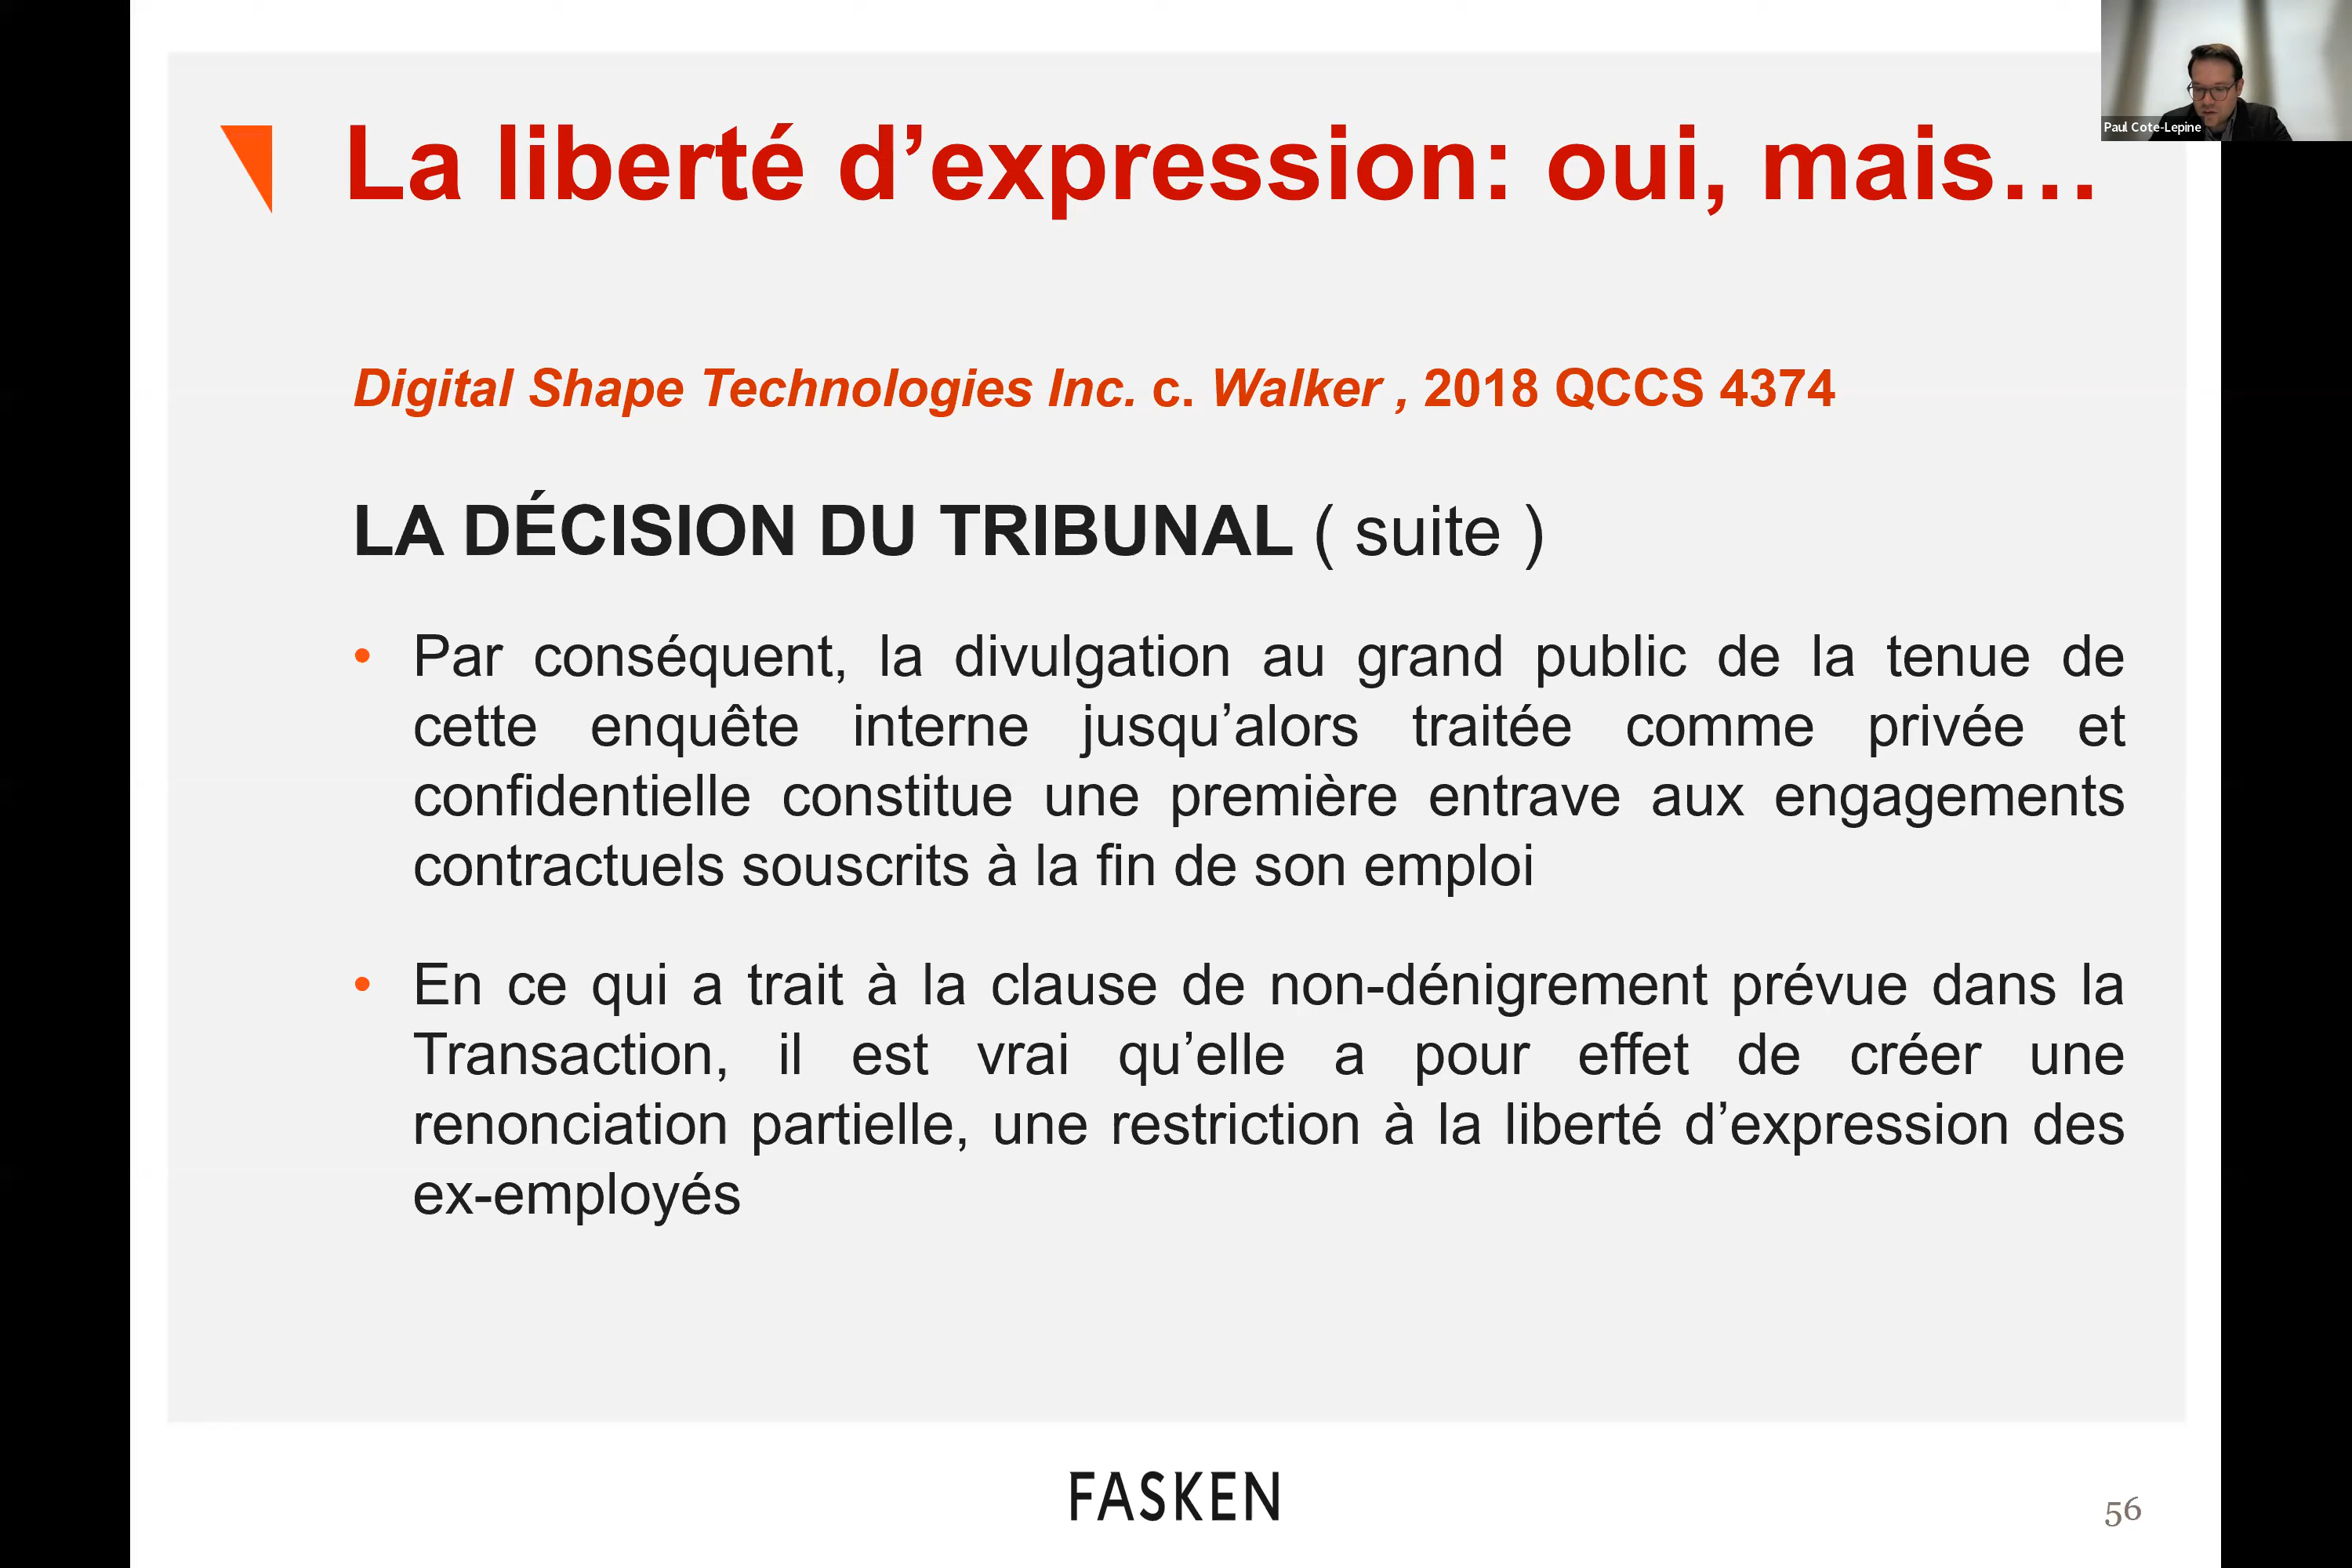 Paul Cote-Lepine
La liberté d’expression: oui, mais…
Digital Shape Technologies Inc. c. Walker , 2018 QCCS 4374
LA DÉCISION DU TRIBUNAL ( suite )
• Par conséquent, la divulgation au grand public de la tenue de
cette enquête interne jusqu’alors traitée comme privée et
confidentielle constitue une première entrave aux engagements
contractuels souscrits à la fin de son emploi
• En ce qui a trait à la clause de non-dénigrement prévue dans la
Transaction, il est vrai qu’elle a pour effet de créer une
renonciation partielle, une restriction à la liberté d’expression des
ex-employés
FASKEN
56